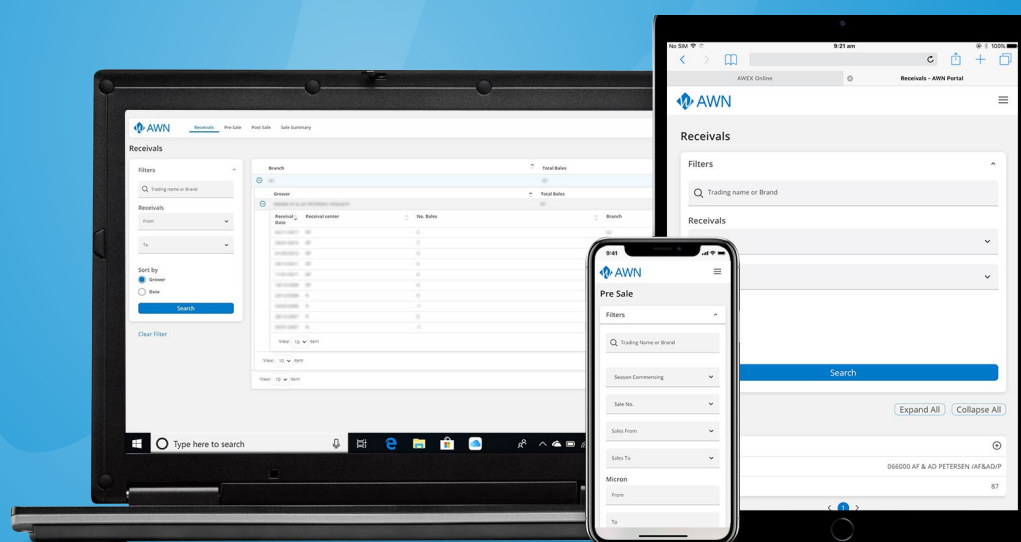 AWN
Receivals Pre Sale Post Sale Sale Summary
Receivals
Filters
Trading name or Brand
Receivals
From
To
Sort by
Grower
Date
Search
Clear Filter
Branch Total Bales
Grower Total Bales
Receival Date Receival center No. Bales Branch
View: 10 item
View: 10 item
View: 10 item
Type here to search
9:41
AWN
Pre Sale
Filters
Trading Name or Brand
Season Commencing
Sale No.
Sales From
Sales To
Micron
From
To
No SIM 9:21 am 100%
AWEX Online Receivals - AWN Portal
AWN
Receivals
Filters
Trading name or Brand
Receivals
Search
Expand All Collapse All
066000 AF & AD PETERSEN /AF&AD/P
87
< 1 >